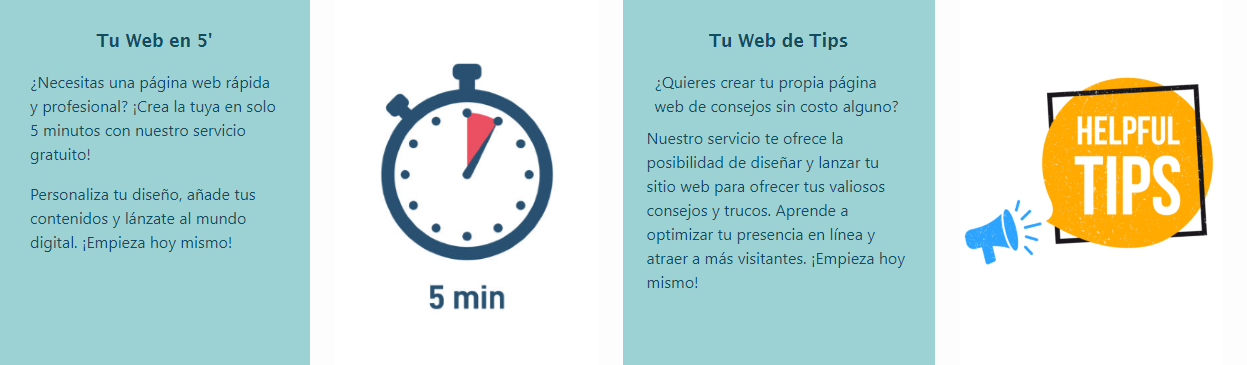 Tu Web en 5'
¿Necesitas una página web rápida
y profesional? ¡Crea la tuya en solo
5 minutos con nuestro servicio
gratuito!
Personaliza tu diseño, añade tus
contenidos y lánzate al mundo
digital. ¡Empieza hoy mismo!
5 min
Tu Web de Tips
¿Quieres crear tu propia página
web de consejos sin costo alguno?
Nuestro servicio te ofrece la
posibilidad de diseñar y lanzar tu
sitio web para ofrecer tus valiosos
consejos y trucos. Aprende a
optimizar tu presencia en línea y
atraer a más visitantes. ¡Empieza hoy
mismo!
HELPFUL
TIPS